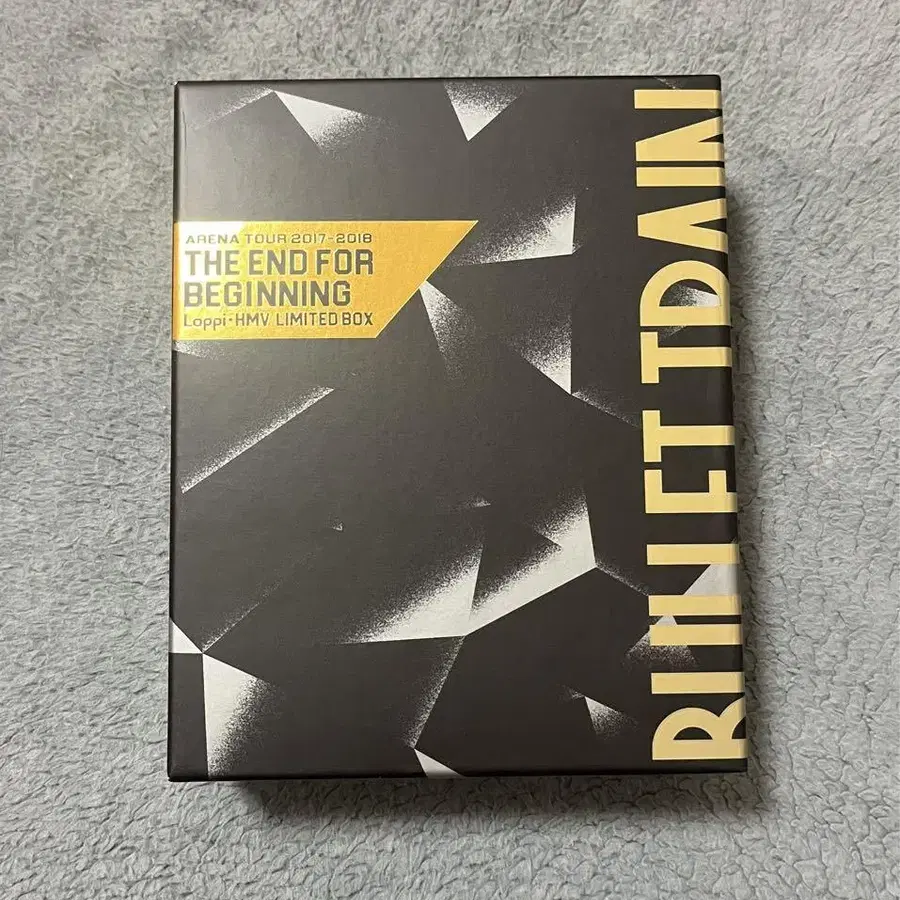 ARENA TOUR 2017-2018
THE END FOR
BEGINNING
Loppi・HMV LIMITED BOX
BULLET TRAIN